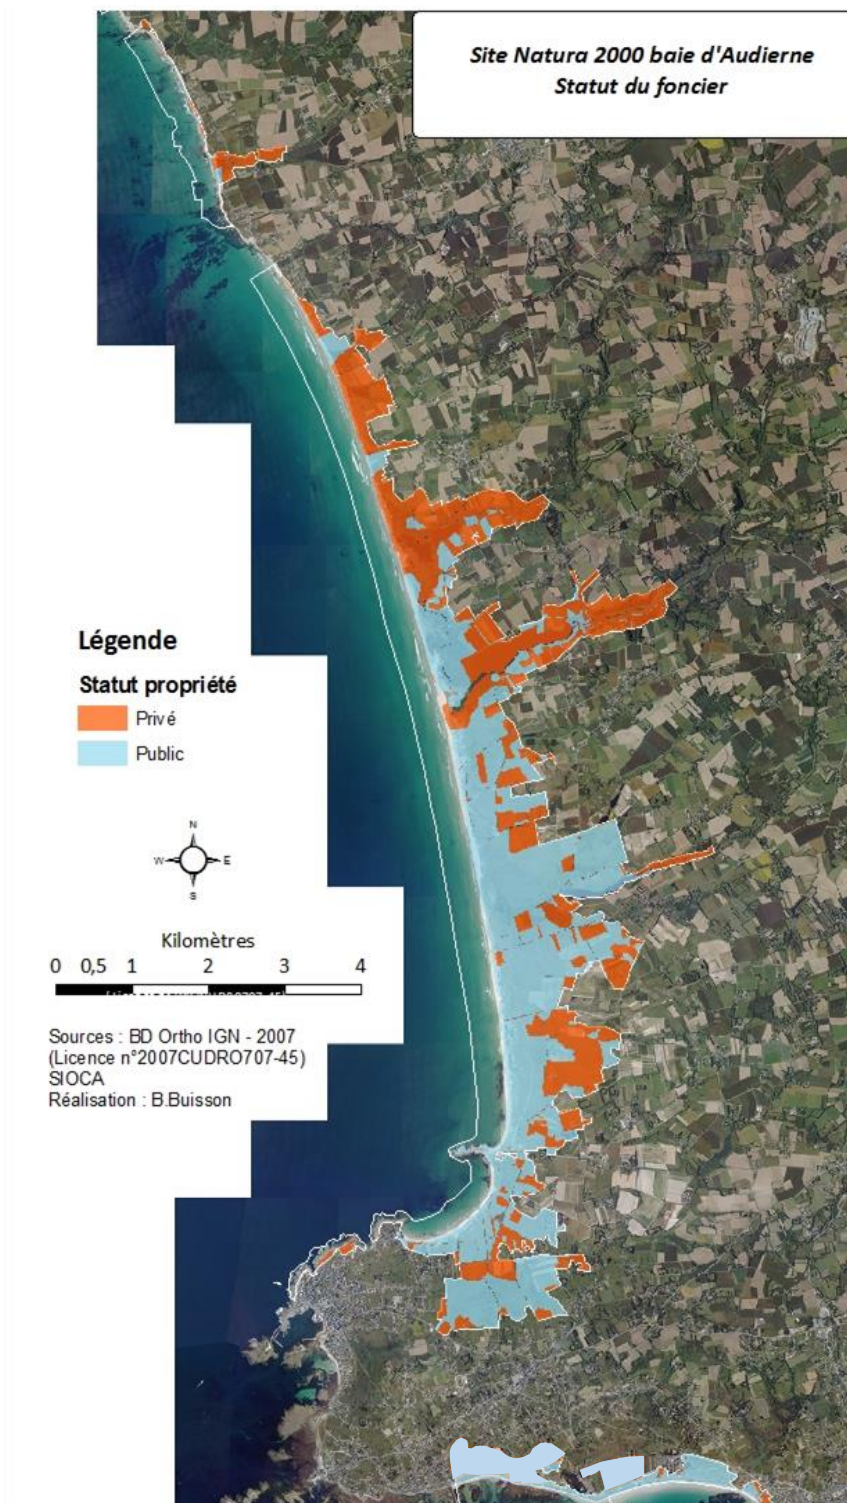 Site Natura 2000 baie d'Audierne
Statut du foncier
Légende
Statut propriété
Privé
Public
N
W E
S
Kilomètres
0 0,5 1 2 3 4
Sources : BD Ortho IGN - 2007
(Licence n°2007CUDRO707-45)
SIOCA
Réalisation : B.Buisson